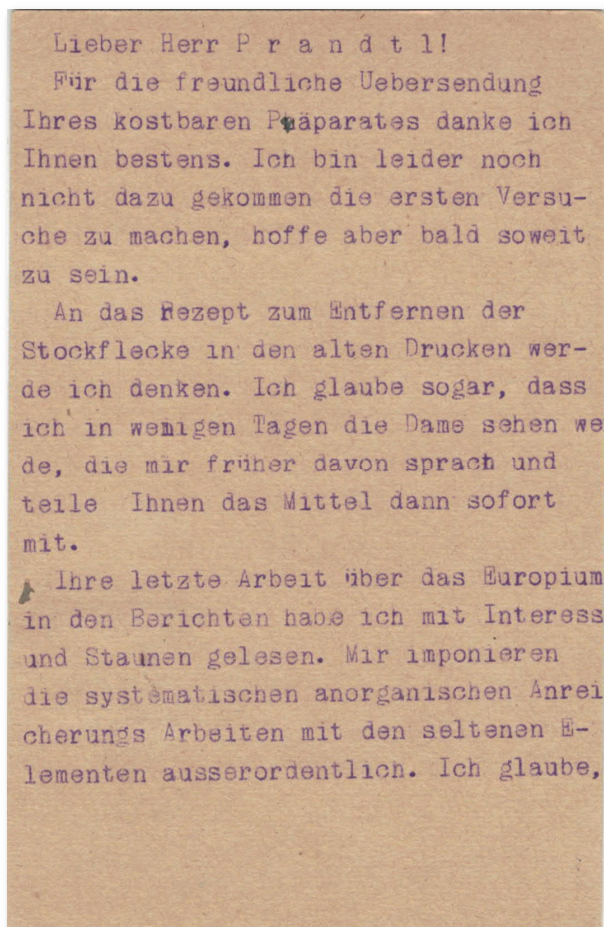 Lieber Herr P r a n d t l!
Für die freundliche Uebersendung
Ihres kostbaren Präparates danke ich
Ihnen bestens. Ich bin leider noch
nicht dazu gekommen die ersten Versu-
che zu machen, hoffe aber bald soweit
zu sein.
An das Rezept zum Entfernen der
Stockflecke in den alten Drucken wer-
de ich denken. Ich glaube sogar, dass
ich in wenigen Tagen die Dame sehen we
de, die mir früher davon sprach und
teile Ihnen das Mittel dann sofort
mit.
Ihre letzte Arbeit über das Europium
in den Berichten habe ich mit Interess
und Staunen gelesen. Mir imponieren
die systematischen anorganischen Anrei
cherungs Arbeiten mit den seltenen E-
lementen ausserordentlich. Ich glaube,